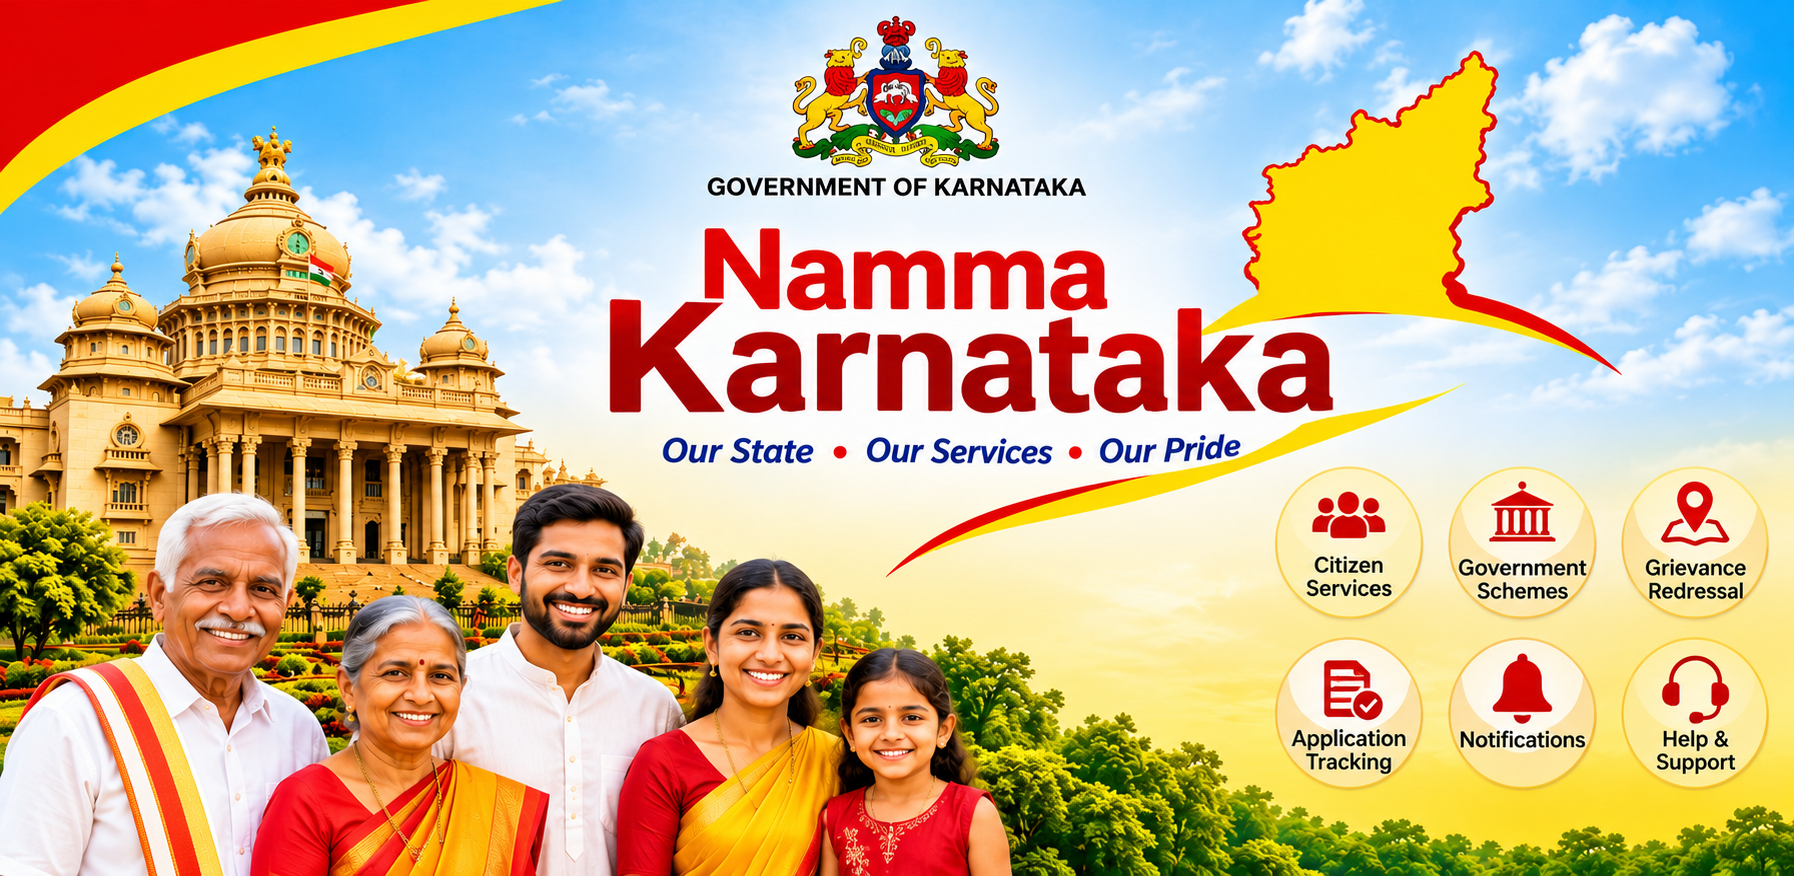 GOVERNMENT OF KARNATAKA
Namma
Karnataka
Our State • Our Services • Our Pride
Citizen
Services
Government
Schemes
Grievance
Redressal
Application
Tracking
Notifications
Help &
Support